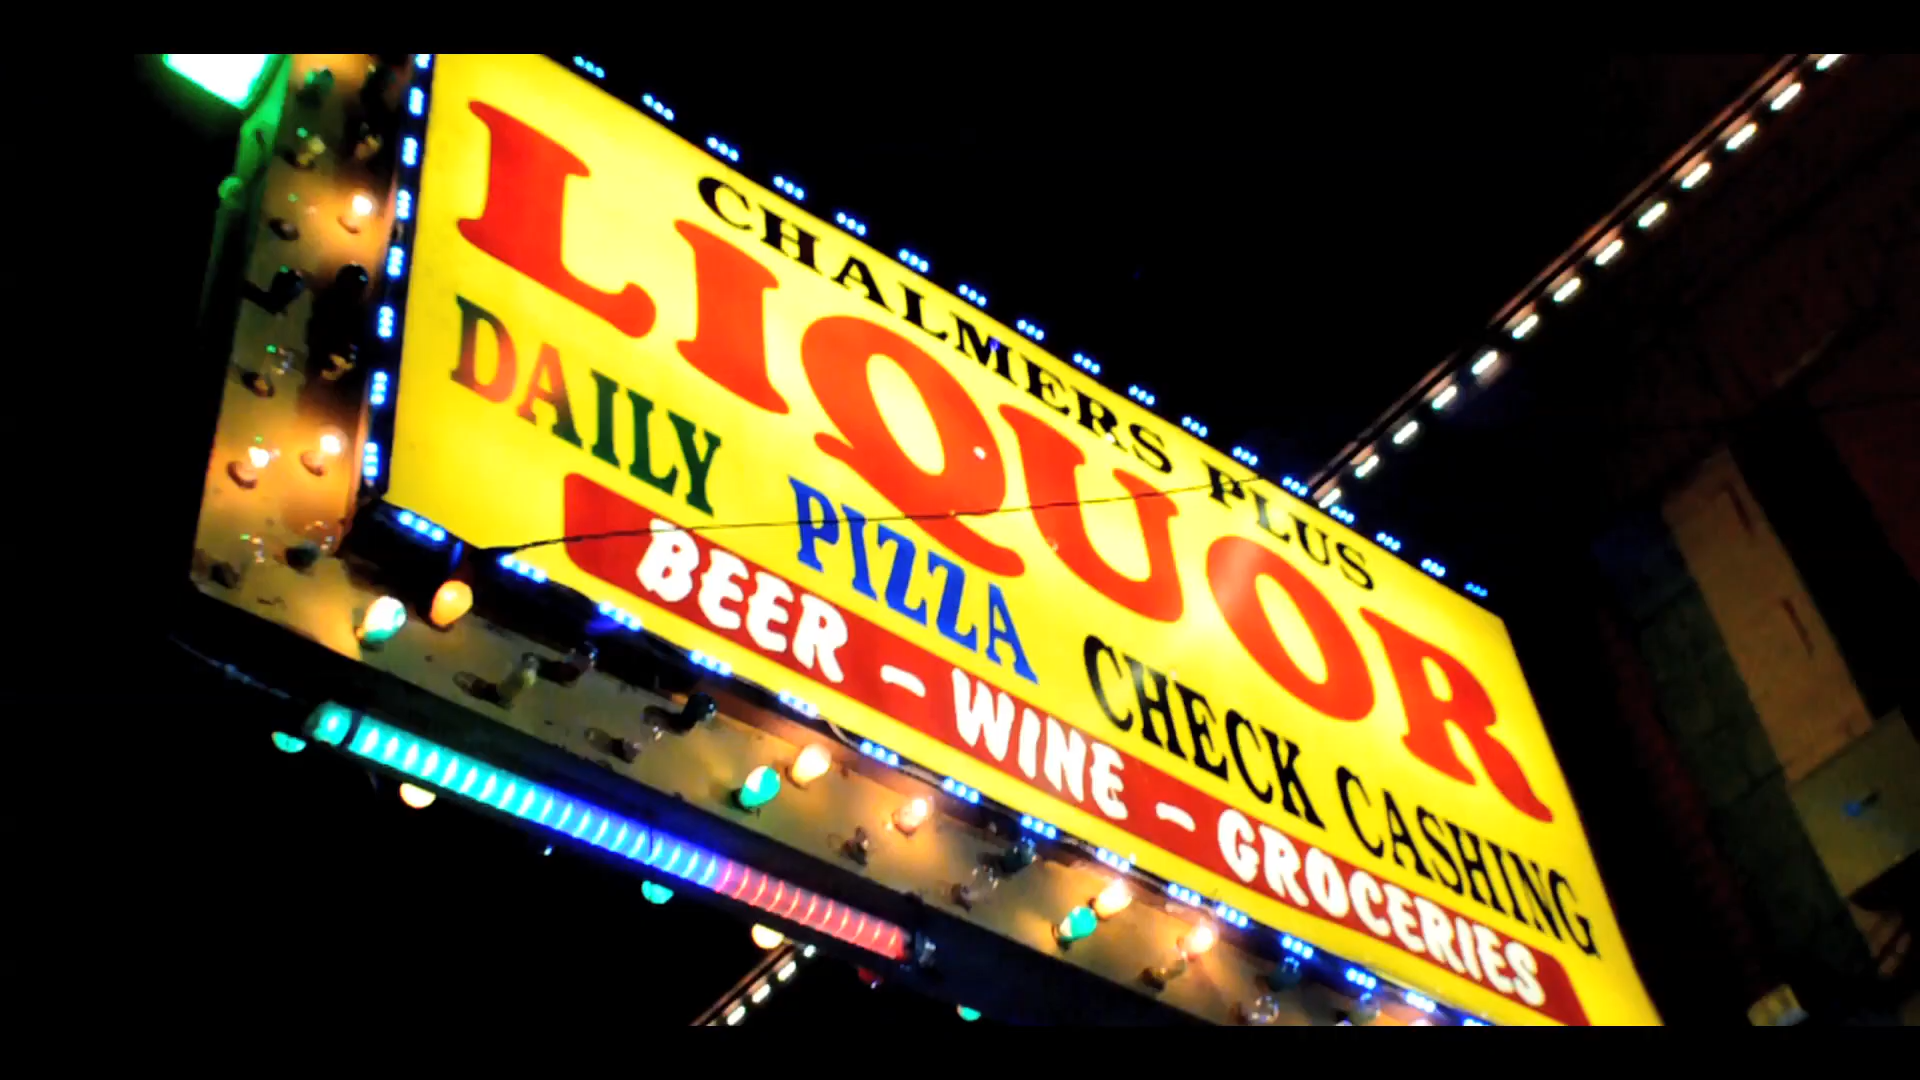 CHALMERS PLUS
LIQUOR
DAILY PIZZA CHECK CASHING
BEER - WINE - GROCERIES